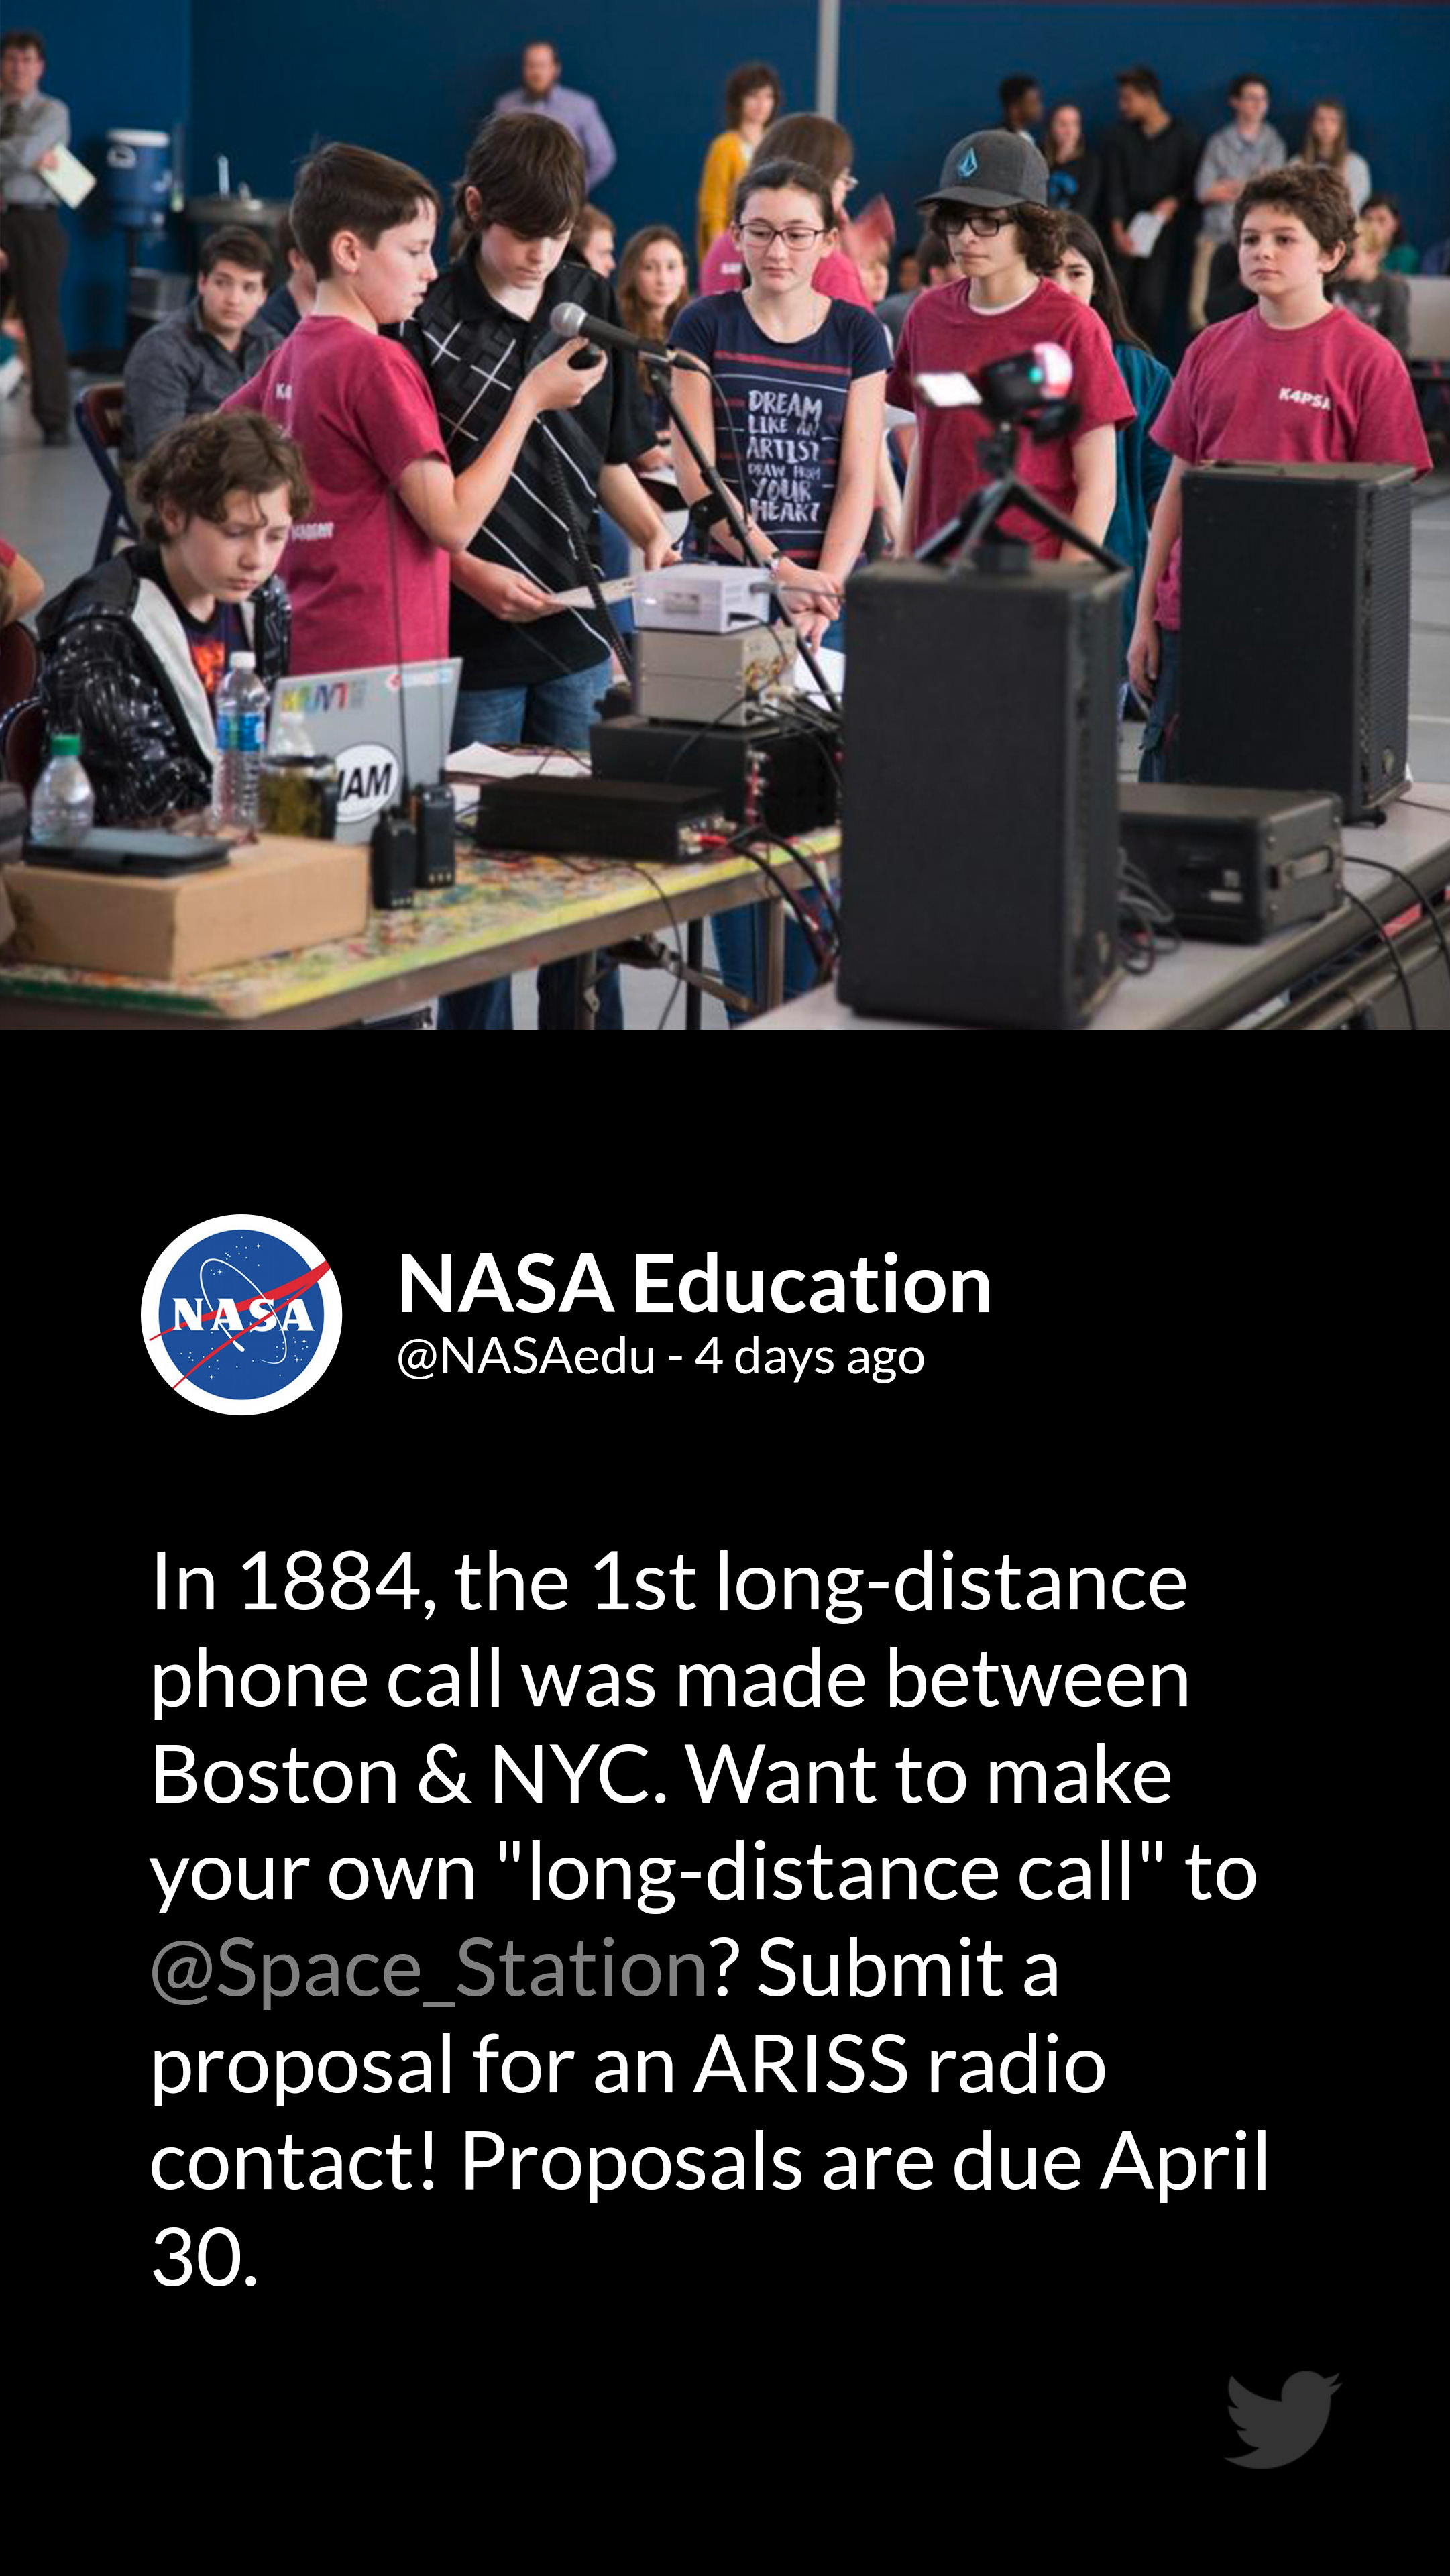 K4
DREAM
LIKE AN
ARTIST
DRAW FROM
YOUR
HEART
K4PSA
HAM
NASA
NASA Education
@NASAedu - 4 days ago
In 1884, the 1st long-distance
phone call was made between
Boston & NYC. Want to make
your own "long-distance call" to
@Space_Station? Submit a
proposal for an ARISS radio
contact! Proposals are due April
30.